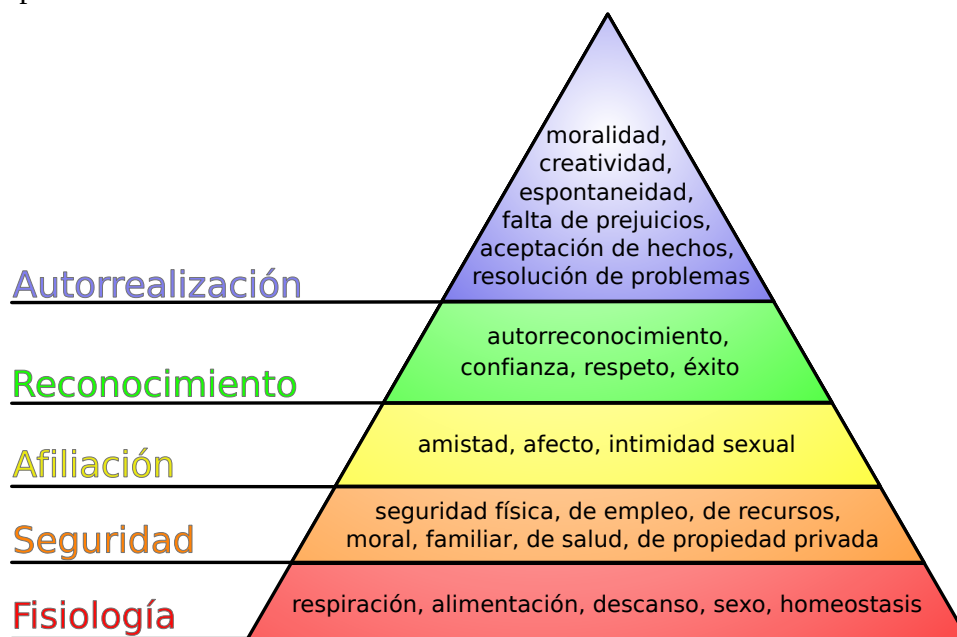 moralidad,
creatividad,
espontaneidad,
falta de prejuicios,
aceptación de hechos,
resolución de problemas
Autorrealización
autorreconocimiento,
confianza, respeto, éxito
Reconocimiento
amistad, afecto, intimidad sexual
Afiliación
seguridad física, de empleo, de recursos,
moral, familiar, de salud, de propiedad privada
Seguridad
respiración, alimentación, descanso, sexo, homeostasis
Fisiología